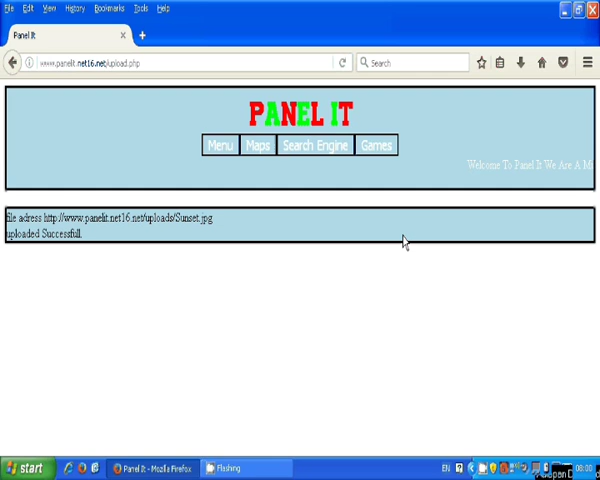 File Edit View History Bookmarks Tools Help
Panel It
www.panelit.net16.net/upload.php
Search
PANEL IT
Menu Maps Search Engine Games
Welcome To Panel It We Are A
file adress http://www.panelit.net16.net/uploads/Sunset.jpg
uploaded Successfull.
start Panel It - Mozilla Firefox Flashing EN 00:00